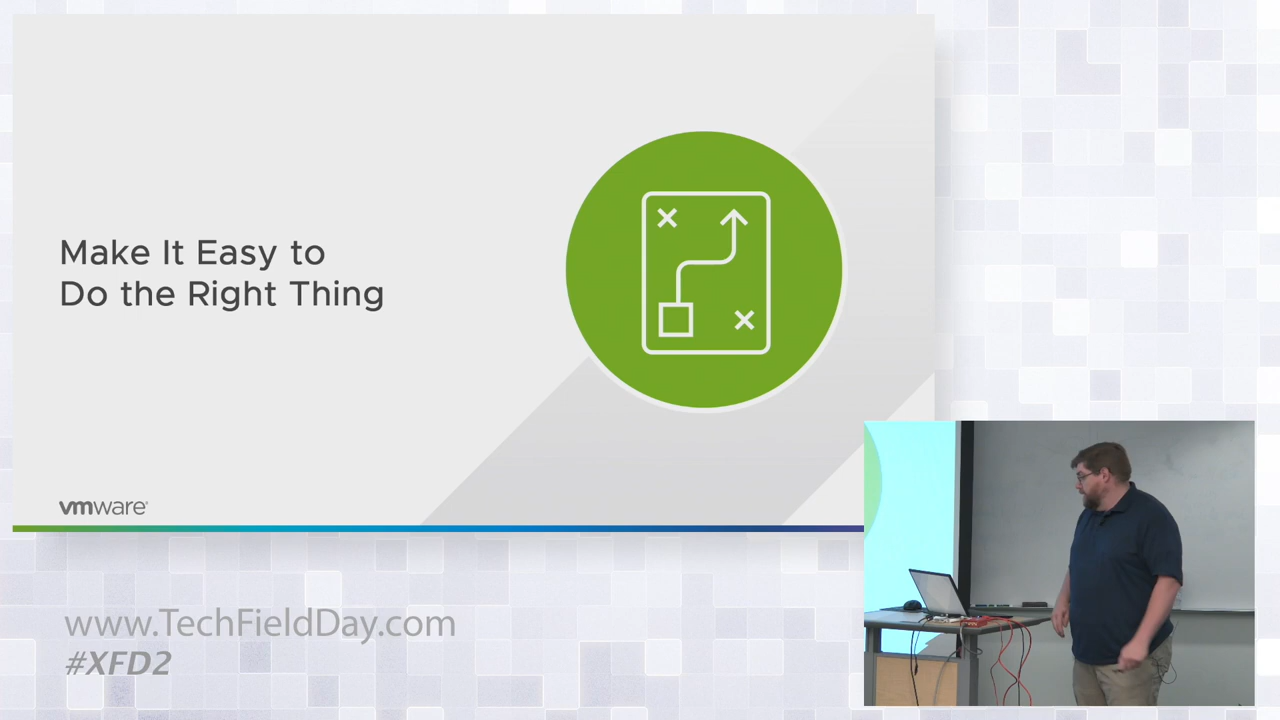 Make It Easy to
Do the Right Thing
vmware®
www.TechFieldDay.com
#XFD2